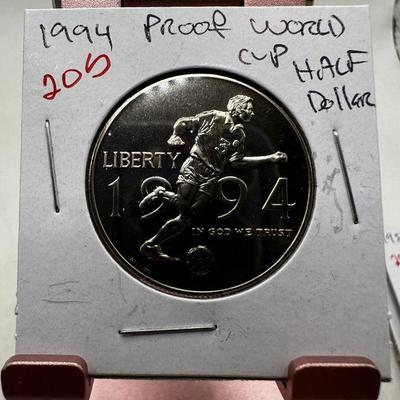 1994 Proof World
Cup
Half
Dollar
205
LIBERTY
1994
IN GOD WE TRUST